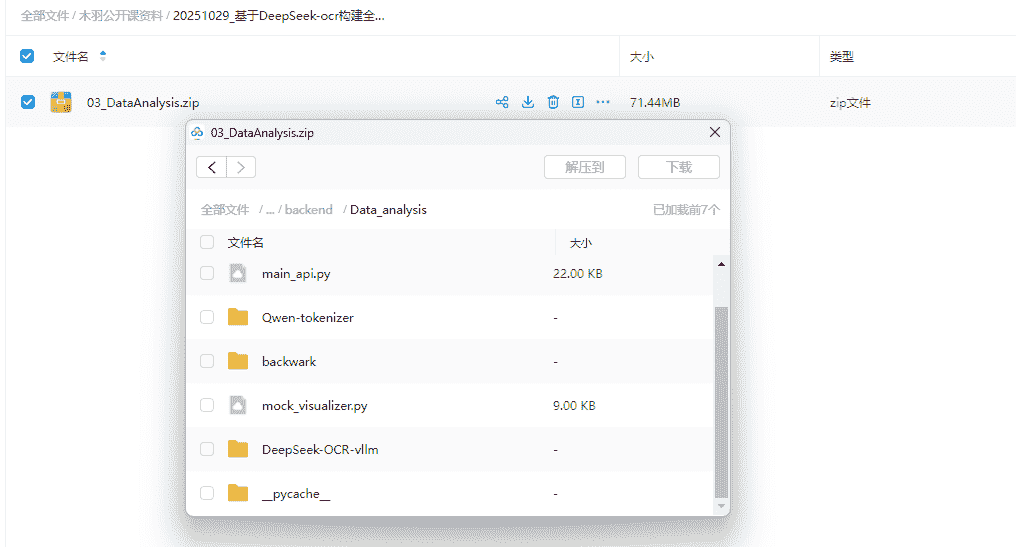 全部文件 / 木羽公开课资料 / 20251029_基于DeepSeek-ocr构建全...
文件名 大小 类型
03_DataAnalysis.zip 71.44MB zip文件
03_DataAnalysis.zip
解压到 下载
全部文件 / ... / backend / Data_analysis 已加载前7个
文件名 大小
main_api.py 22.00 KB
Qwen-tokenizer -
backwark -
mock_visualizer.py 9.00 KB
DeepSeek-OCR-vllm -
__pycache__ -